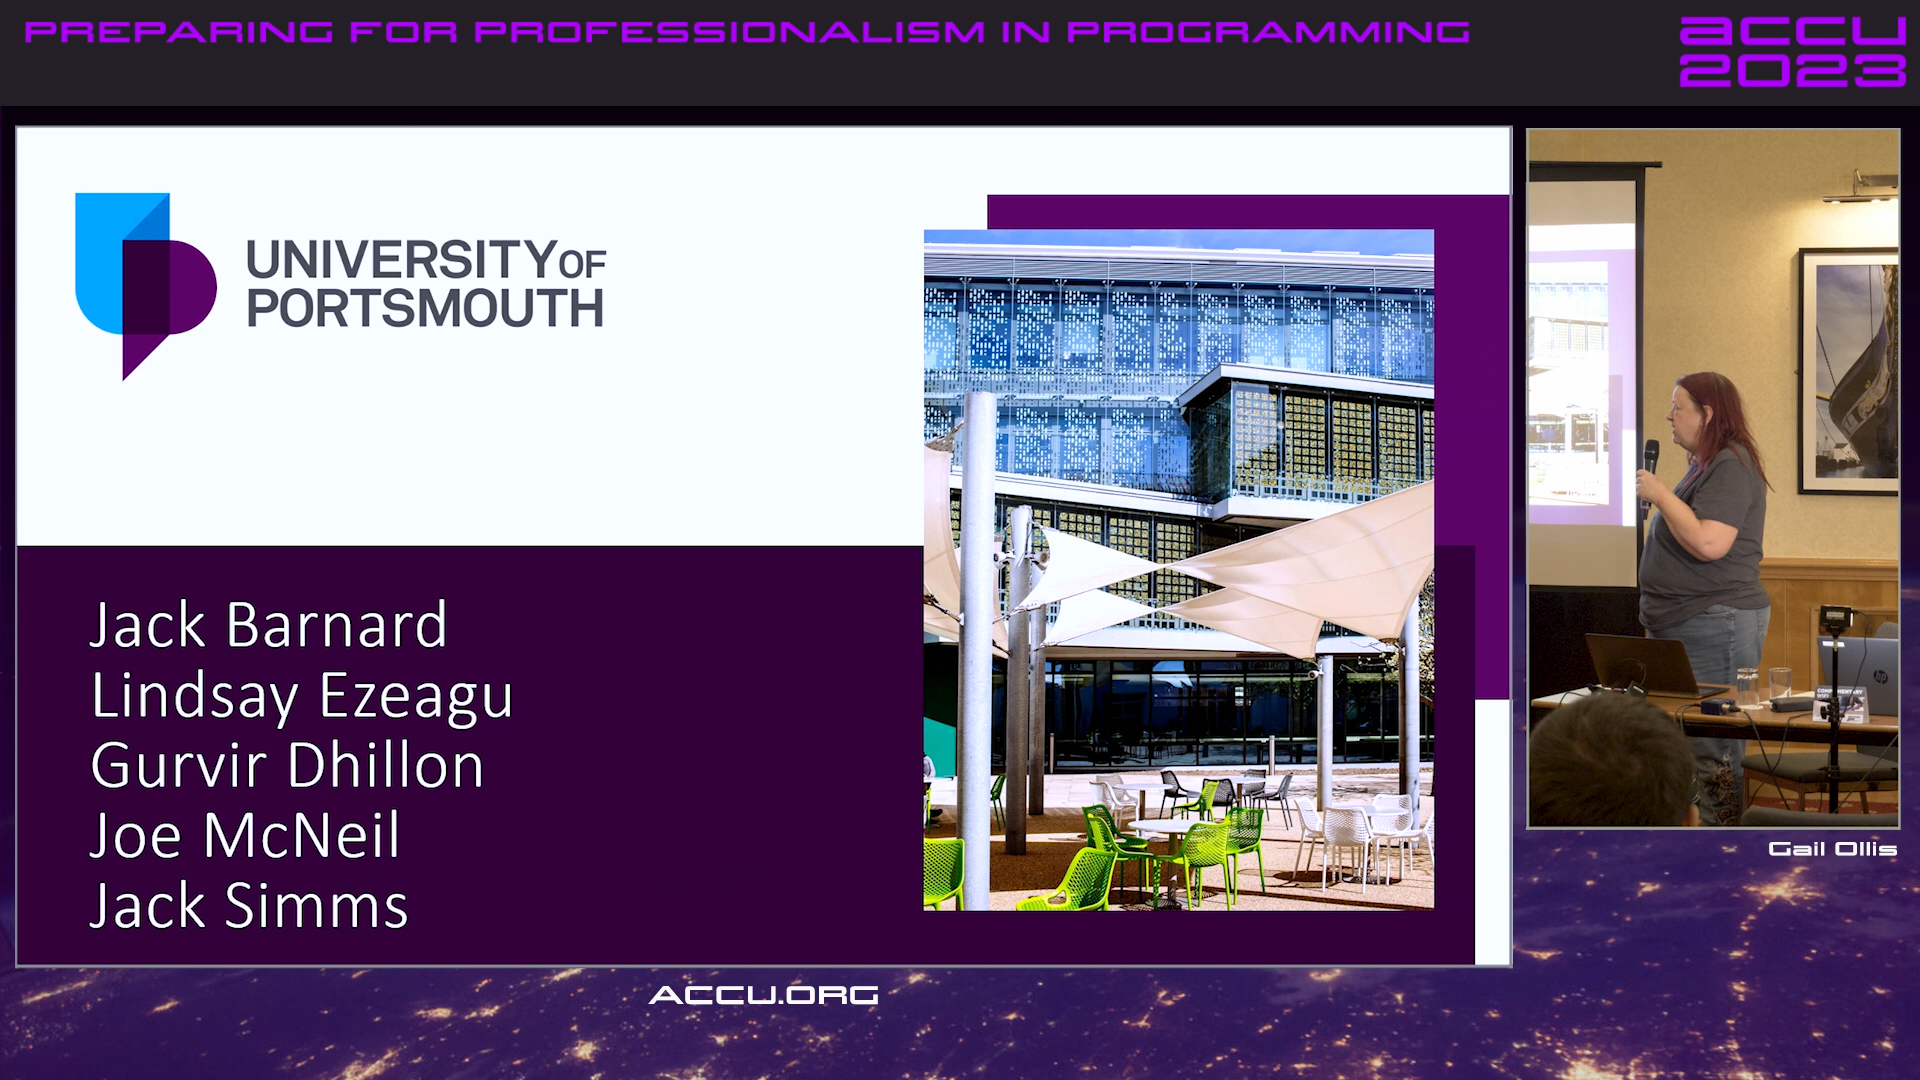 PREPARING FOR PROFESSIONALISM IN PROGRAMMING
accu
2023
UNIVERSITY OF
PORTSMOUTH
Jack Barnard
Lindsay Ezeagu
Gurvir Dhillon
Joe McNeil
Jack Simms
hp
Gail Ollis
ACCU.ORG